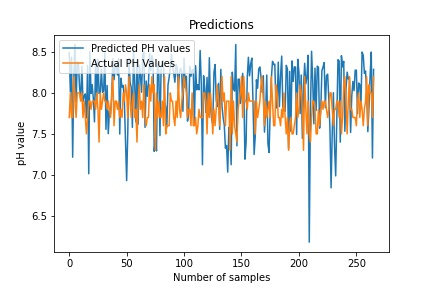 Predictions
Predicted PH values
Actual PH Values
8.5
8.0
7.5
7.0
6.5
pH value
0
50
100
150
200
250
Number of samples